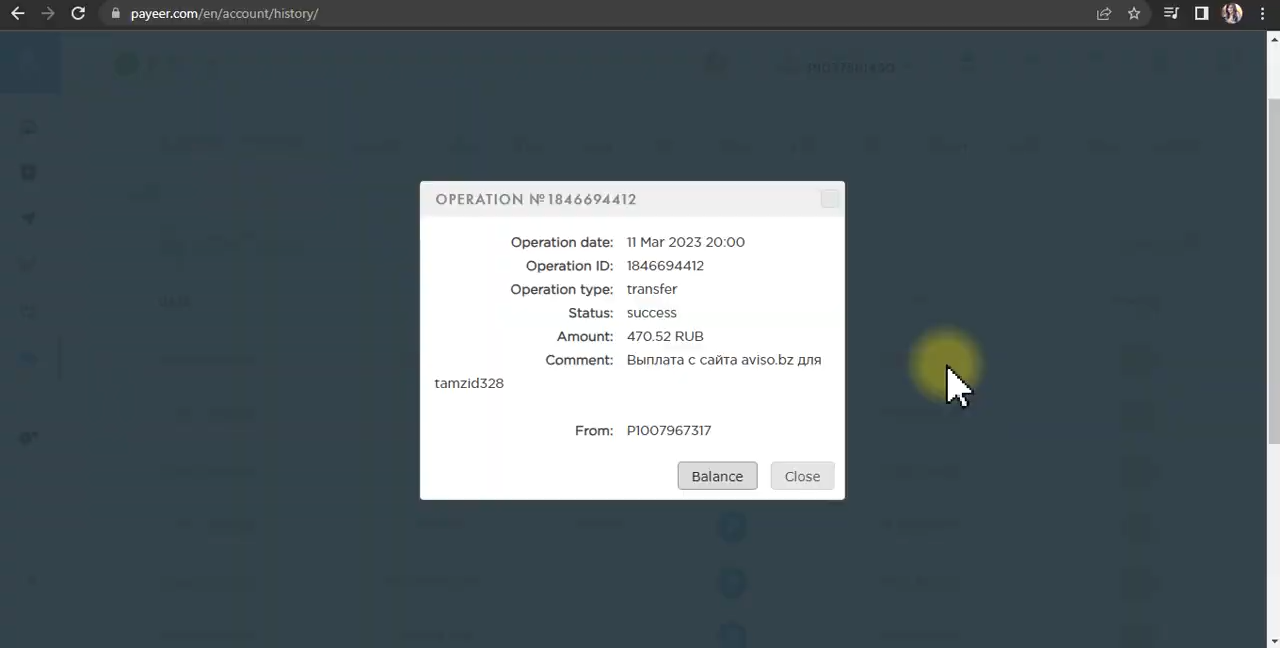 payeer.com/en/account/history/
OPERATION №1846694412
Operation date: 11 Mar 2023 20:00
Operation ID: 1846694412
Operation type: transfer
Status: success
Amount: 470.52 RUB
Comment: Выплата с сайта aviso.bz для
tamzid328
From: P1007967317
Balance Close